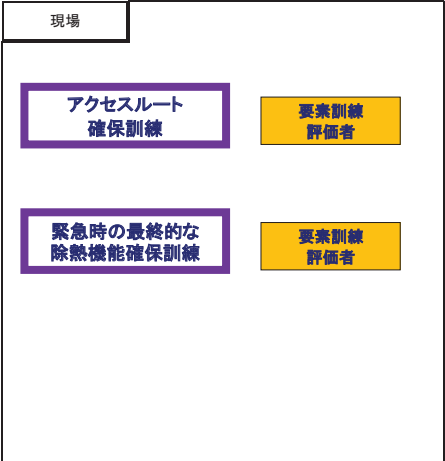 現場
アクセスルート
確保訓練
要素訓練
評価者
緊急時の最終的な
除熱機能確保訓練
要素訓練
評価者